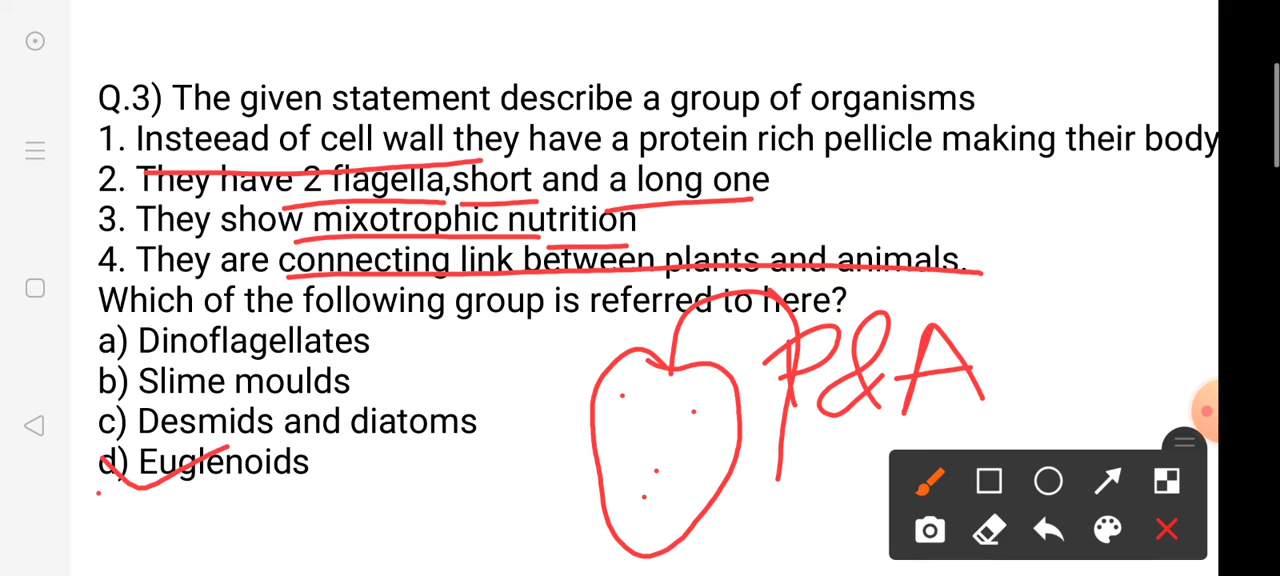 Q.3) The given statement describe a group of organisms
1. Insteead of cell wall they have a protein rich pellicle making their body
2. They have 2 flagella,short and a long one
3. They show mixotrophic nutrition
4. They are connecting link between plants and animals.
Which of the following group is referred to here?
a) Dinoflagellates
b) Slime moulds
c) Desmids and diatoms
d) Euglenoids
P&A